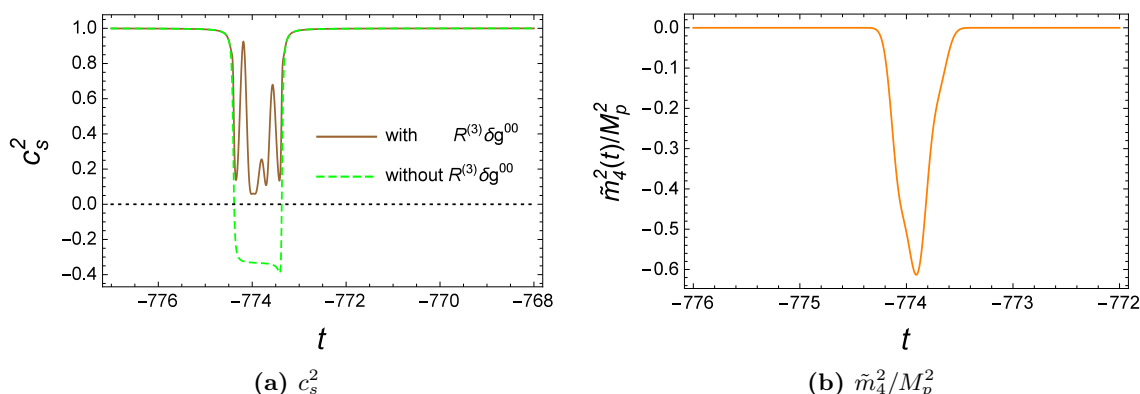 1.0
0.8
0.6
0.4
0.2
0.0
−0.2
−0.4
c_s^2
with R^(3)δg^00
without R^(3)δg^00
−776 −774 −772 −770 −768
t
(a) c_s^2
0.0
−0.1
−0.2
−0.3
−0.4
−0.5
−0.6
m̃_4^2(t)/M_p^2
−776 −775 −774 −773 −772
t
(b) m̃_4^2/M_p^2